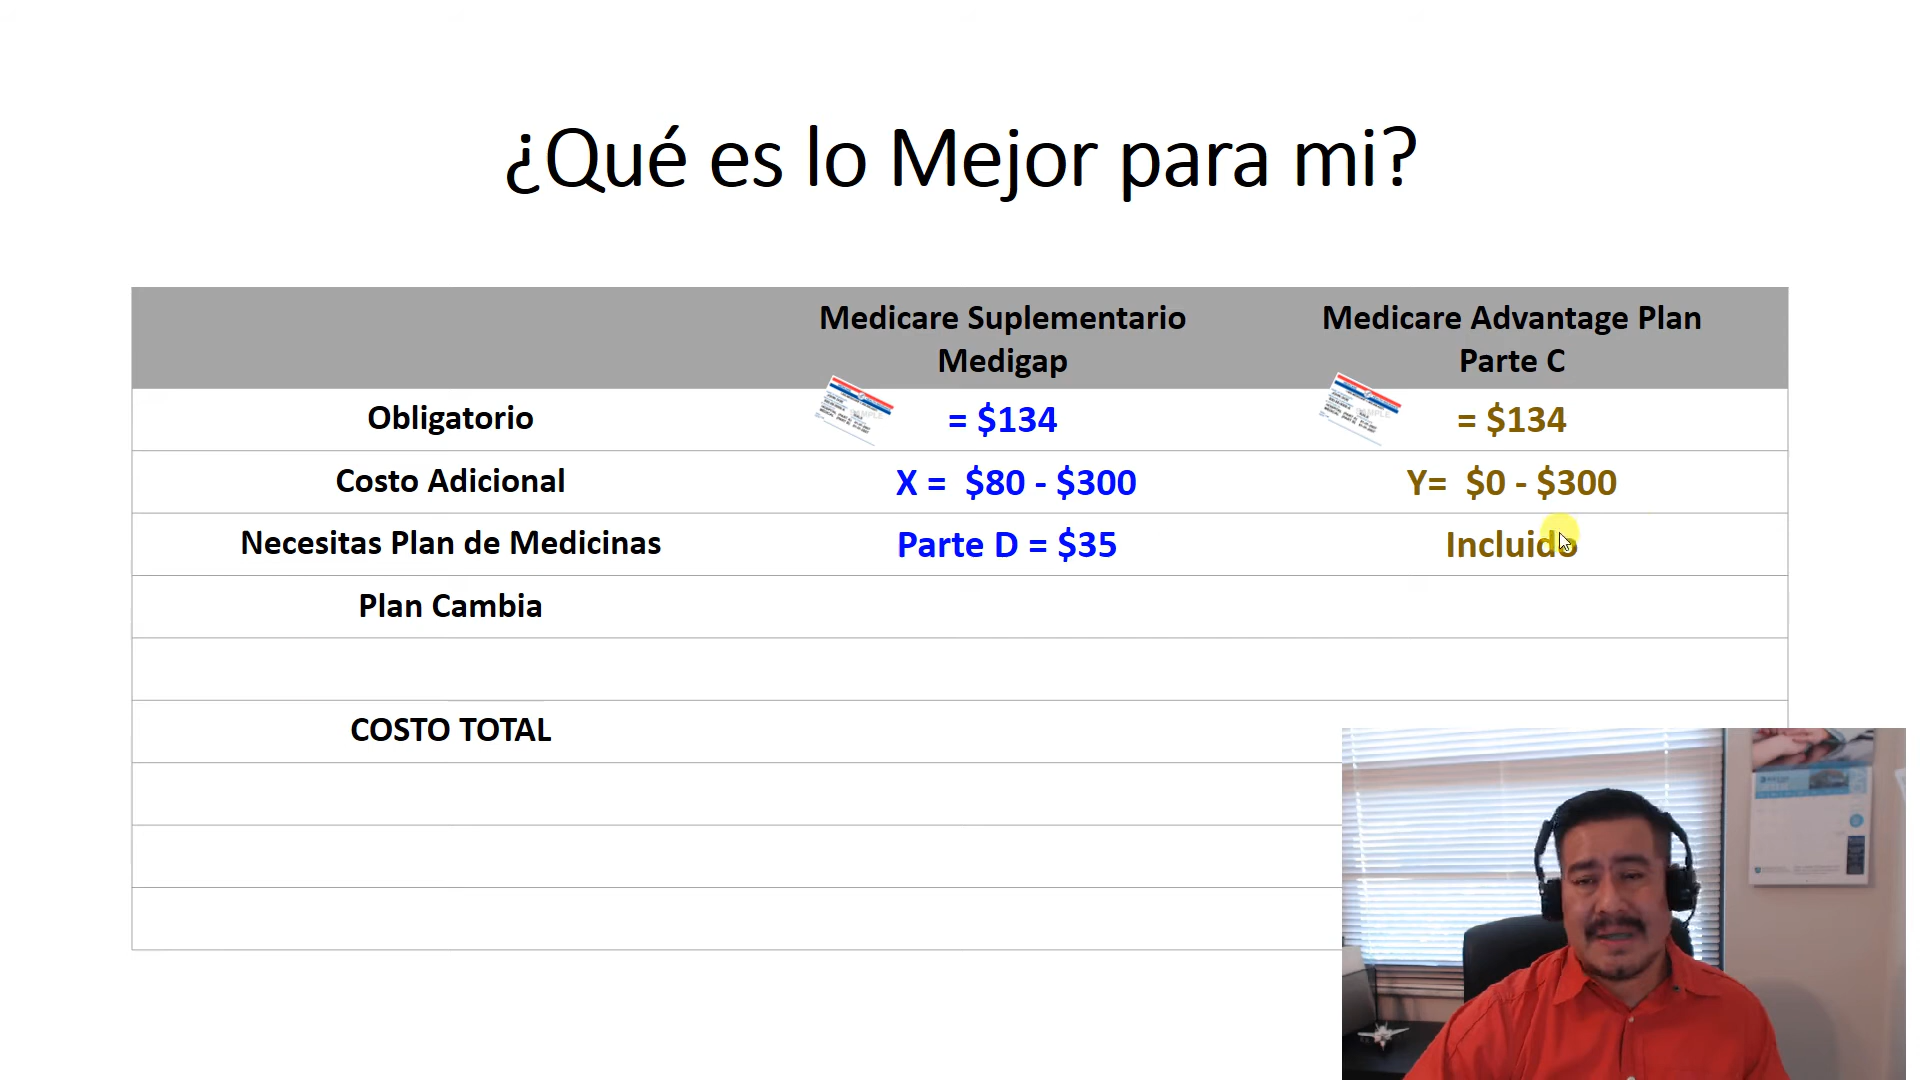 ¿Qué es lo Mejor para mi?
Medicare Suplementario
Medigap
Medicare Advantage Plan
Parte C
Obligatorio
= $134
= $134
Costo Adicional
X = $80 - $300
Y= $0 - $300
Necesitas Plan de Medicinas
Parte D = $35
Incluido
Plan Cambia
COSTO TOTAL